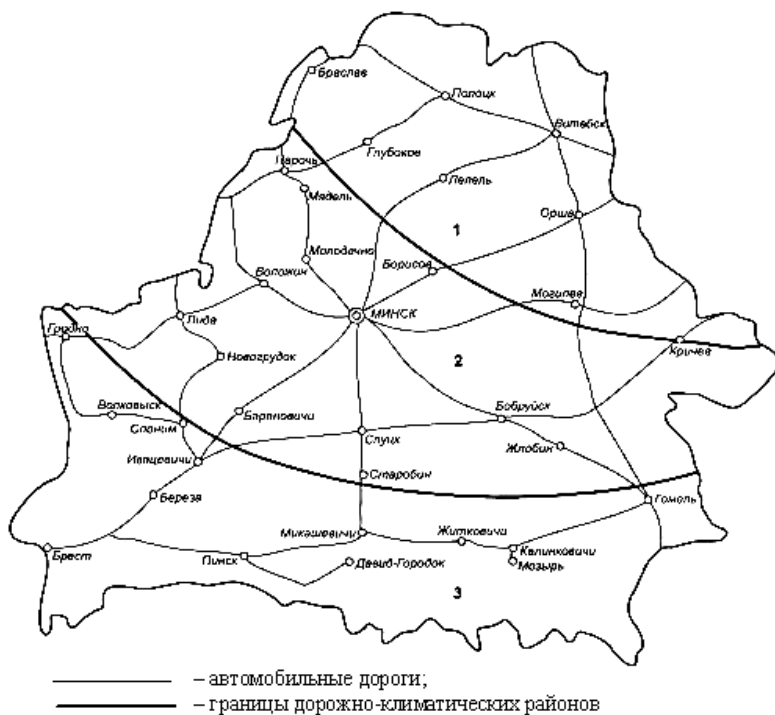 Браслав
Полоцк
Витебск
Глубокое
Нарочь
Лепель
Мядель
Орша
1
Молодечно
Борисов
Воложин
Могилев
МИНСК
Гродно
Лида
Кричев
Новогрудок
2
Волковыск
Барановичи
Бобруйск
Слоним
Слуцк
Жлобин
Ивацевичи
Старобин
Береза
Гомель
Микашевичи
Житковичи
Брест
Калинковичи
Пинск
Давид-Городок
Мозырь
3
– автомобильные дороги;
– границы дорожно-климатических районов